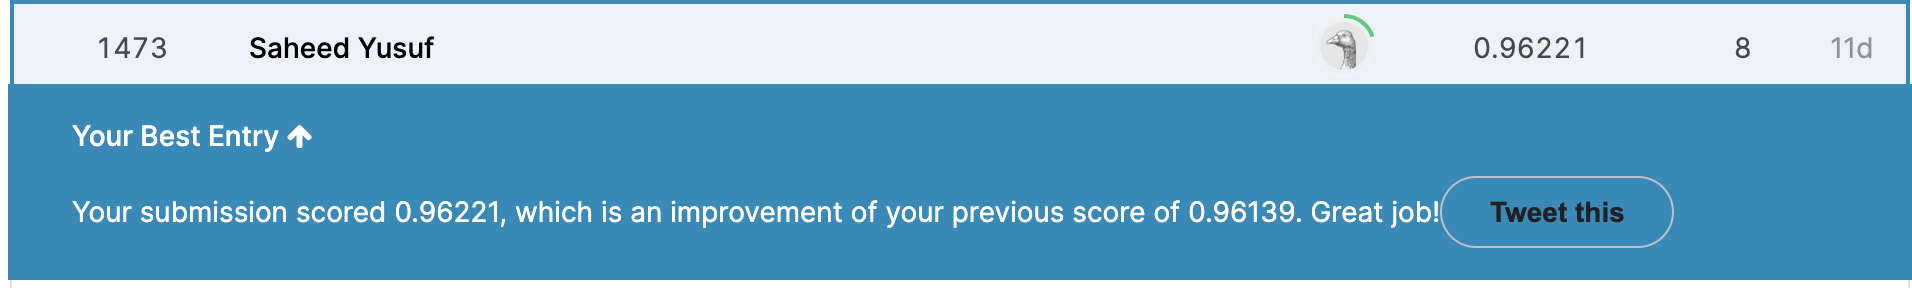 1473 Saheed Yusuf 0.96221 8 11d
Your Best Entry
Your submission scored 0.96221, which is an improvement of your previous score of 0.96139. Great job! Tweet this